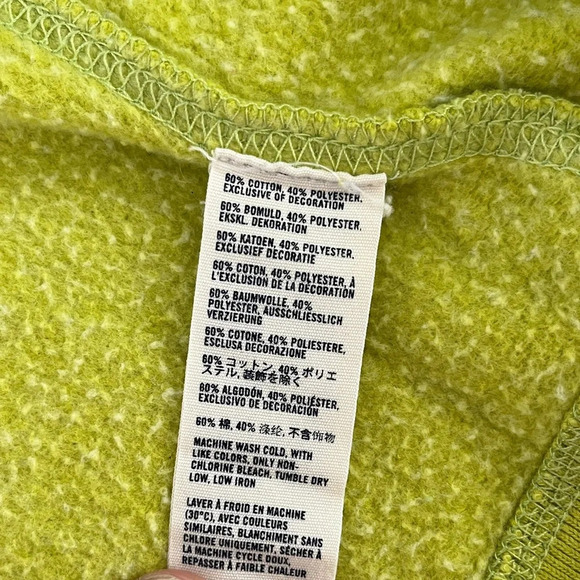 60% COTTON, 40% POLYESTER,
EXCLUSIVE OF DECORATION
60% BOMULD, 40% POLYESTER,
EKSKL. DEKORATION
60% KATOEN, 40% POLYESTER,
EXCLUSIEF DECORATIE
60% COTON, 40% POLYESTER, À
L'EXCLUSION DE LA DÉCORATION
60% BAUMWOLLE, 40%
POLYESTER, AUSSCHLIESSLICH
VERZIERUNG
60% COTONE, 40% POLIESTERE,
ESCLUSA DECORAZIONE
60% コットン, 40% ポリエ
ステル, 装飾を除く
60% ALGODÓN, 40% POLIÉSTER,
EXCLUSIVO DE DECORACIÓN
60% 棉, 40% 涤纶, 不含饰物
MACHINE WASH COLD, WITH
LIKE COLORS, ONLY NON-
CHLORINE BLEACH, TUMBLE DRY
LOW, LOW IRON
LAVER À FROID EN MACHINE
(30°C), AVEC COULEURS
SIMILAIRES, BLANCHIMENT SANS
CHLORE UNIQUEMENT, SÉCHER À
LA MACHINE CYCLE DOUX,
REPASSER À FAIBLE CHALEUR